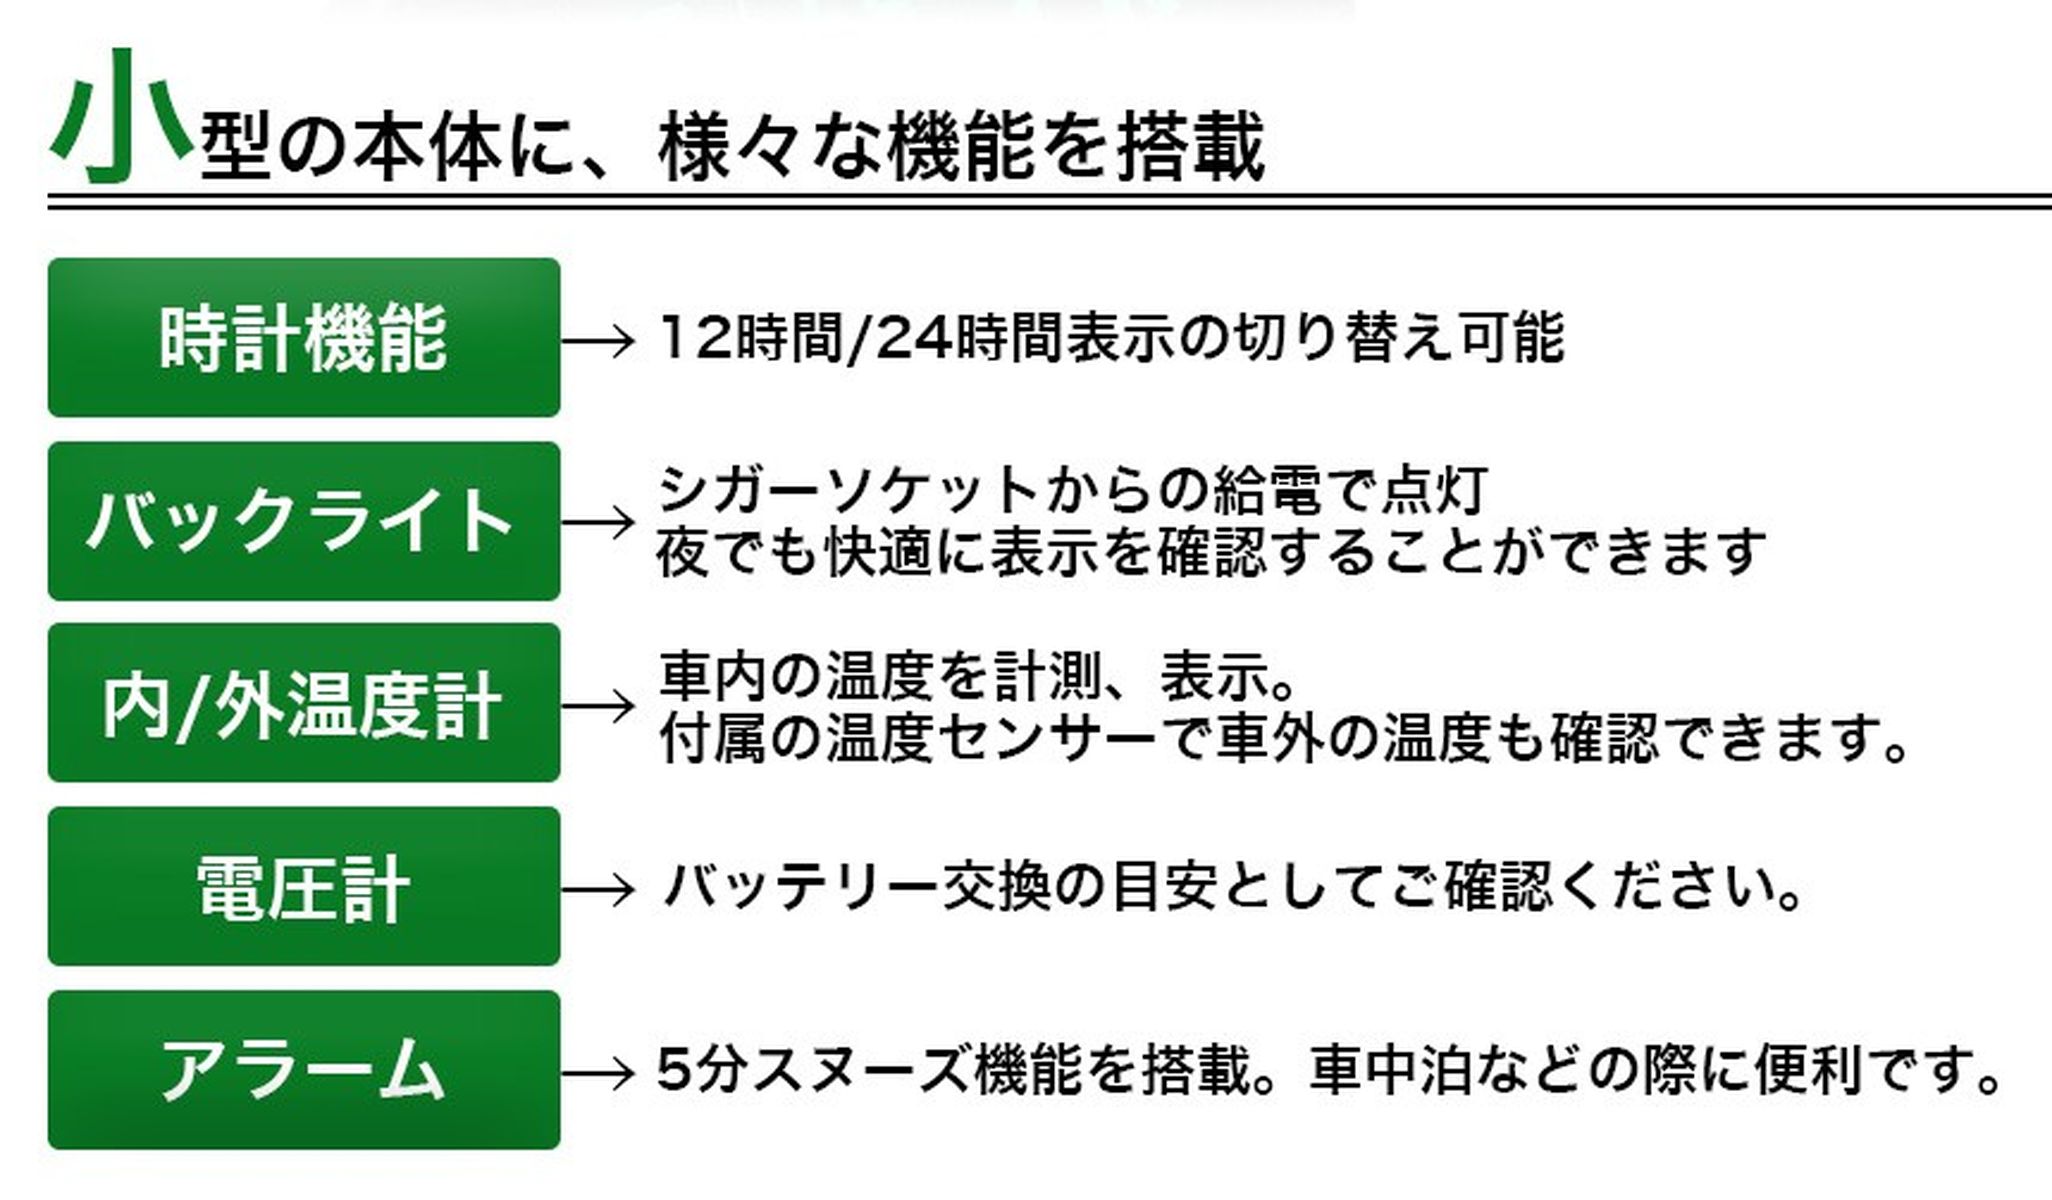 小型の本体に、様々な機能を搭載
時計機能
12時間/24時間表示の切り替え可能
バックライト
シガーソケットからの給電で点灯
夜でも快適に表示を確認することができます
内/外温度計
車内の温度を計測、表示。
付属の温度センサーで車外の温度も確認できます。
電圧計
バッテリー交換の目安としてご確認ください。
アラーム
5分スヌーズ機能を搭載。車中泊などの際に便利です。